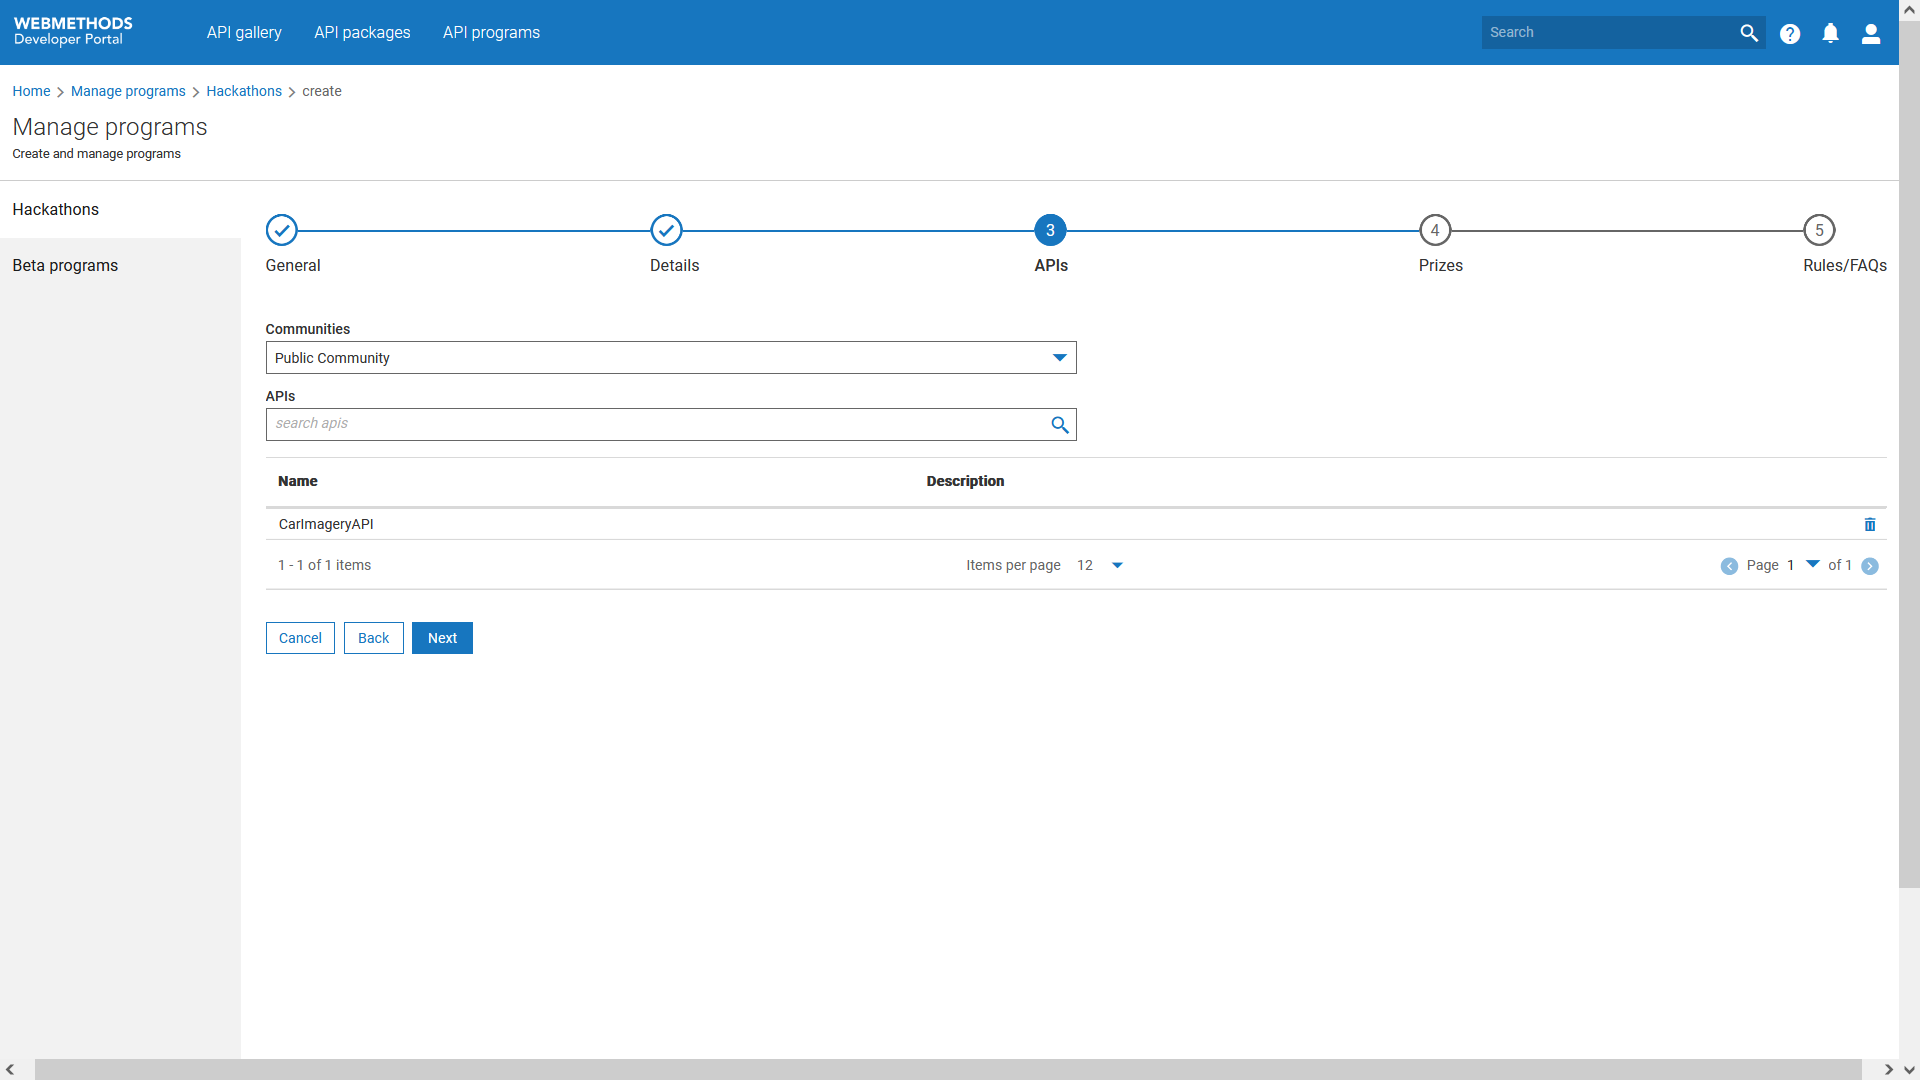 WEBMETHODS
Developer Portal
API gallery
API packages
API programs
Search
Home
Manage programs
Hackathons
create
Manage programs
Create and manage programs
Hackathons
Beta programs
3
4
5
General
Details
APIs
Prizes
Rules/FAQs
Communities
Public Community
APIs
search apis
Name
Description
CarImageryAPI
1 - 1 of 1 items
Items per page 12
Page 1 of 1
Cancel
Back
Next